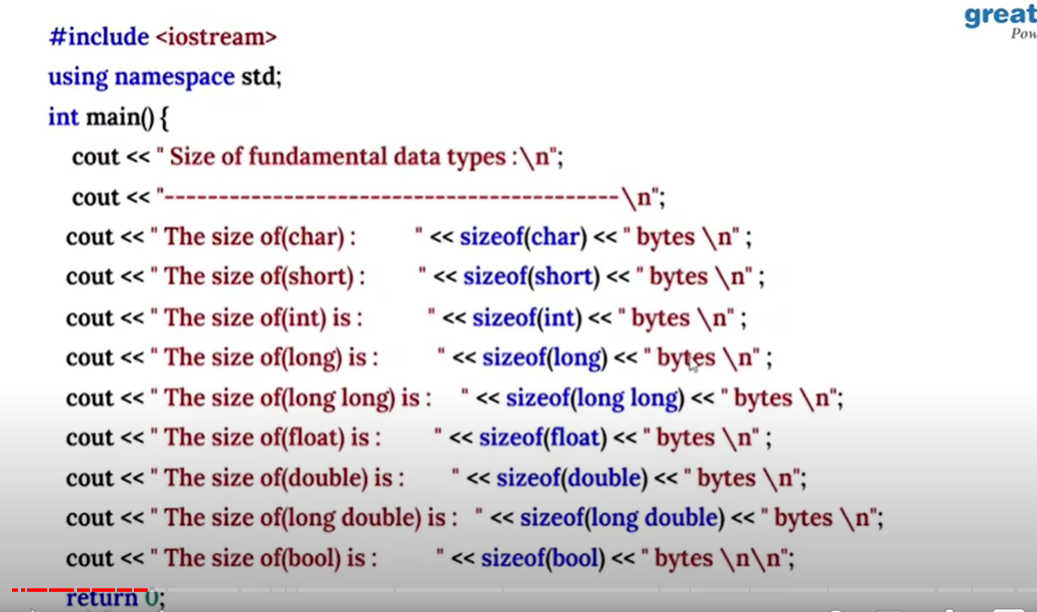 great
Pow
#include <iostream>
using namespace std;
int main() {
cout << " Size of fundamental data types :\n";
cout << "------------------------------------------\n";
cout << " The size of(char) :          " << sizeof(char) << " bytes \n" ;
cout << " The size of(short) :         " << sizeof(short) << " bytes \n" ;
cout << " The size of(int) is :          " << sizeof(int) << " bytes \n" ;
cout << " The size of(long) is :         " << sizeof(long) << " bytes \n" ;
cout << " The size of(long long) is :    " << sizeof(long long) << " bytes \n";
cout << " The size of(float) is :        " << sizeof(float) << " bytes \n" ;
cout << " The size of(double) is :       " << sizeof(double) << " bytes \n";
cout << " The size of(long double) is :  " << sizeof(long double) << " bytes \n";
cout << " The size of(bool) is :         " << sizeof(bool) << " bytes \n\n";
return 0;